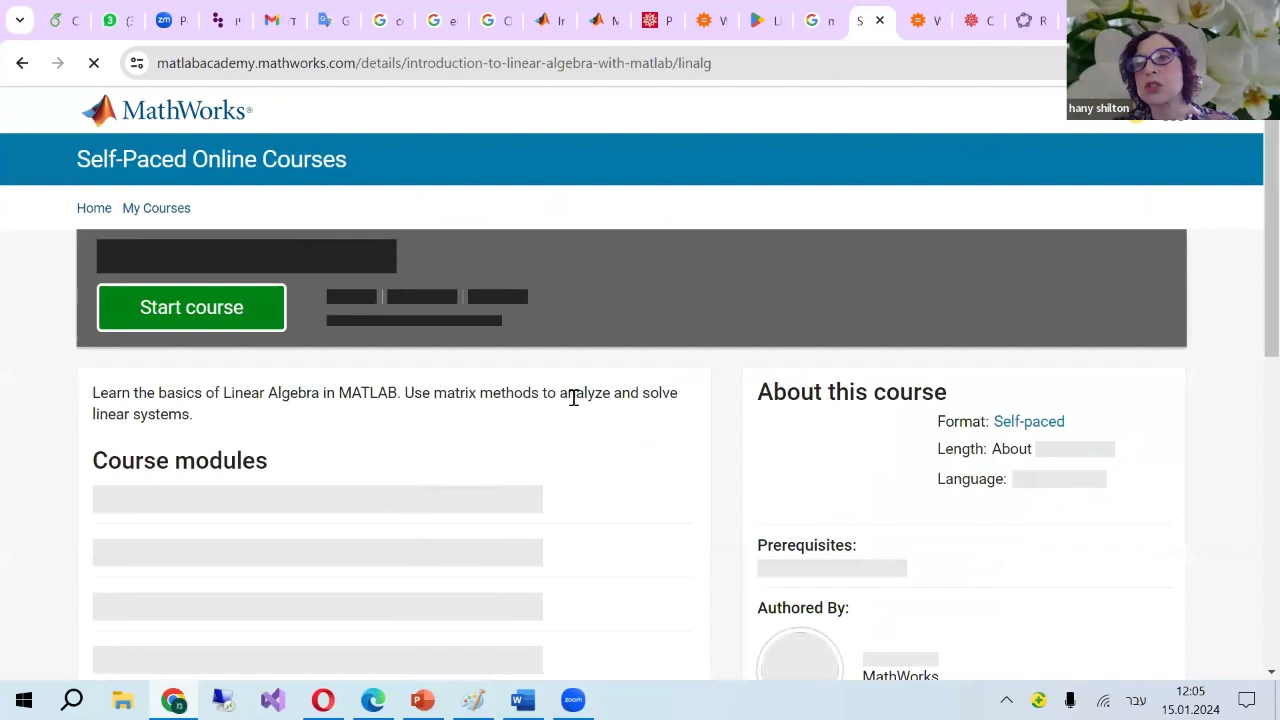 matlabacademy.mathworks.com/details/introduction-to-linear-algebra-with-matlab/linalg
hany shilton
MathWorks®
Self-Paced Online Courses
Home My Courses
Start course
Learn the basics of Linear Algebra in MATLAB. Use matrix methods to analyze and solve
linear systems.
Course modules
About this course
Format: Self-paced
Length: About
Language:
Prerequisites:
Authored By:
MathWorks
zoom
עבר
12:05
15.01.2024